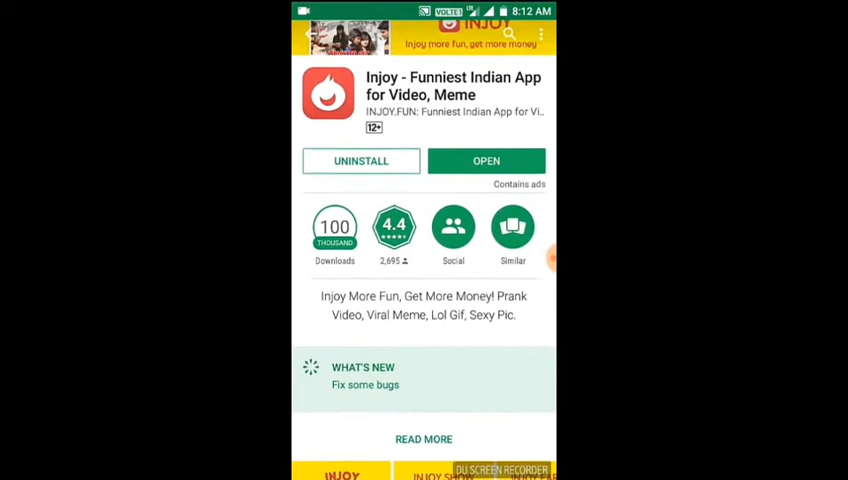 VOLTE1 LTE 8:12 AM
INJOY
Injoy more fun, get more money!
Injoy - Funniest Indian App
for Video, Meme
INJOY.FUN: Funniest Indian App for Vi..
12+
UNINSTALL
OPEN
Contains ads
100
THOUSAND
4.4
Downloads
2,695
Social
Similar
Injoy More Fun, Get More Money! Prank
Video, Viral Meme, Lol Gif, Sexy Pic.
WHAT'S NEW
Fix some bugs
READ MORE
DU SCREEN RECORDER
INJOY
INJOY SHOW